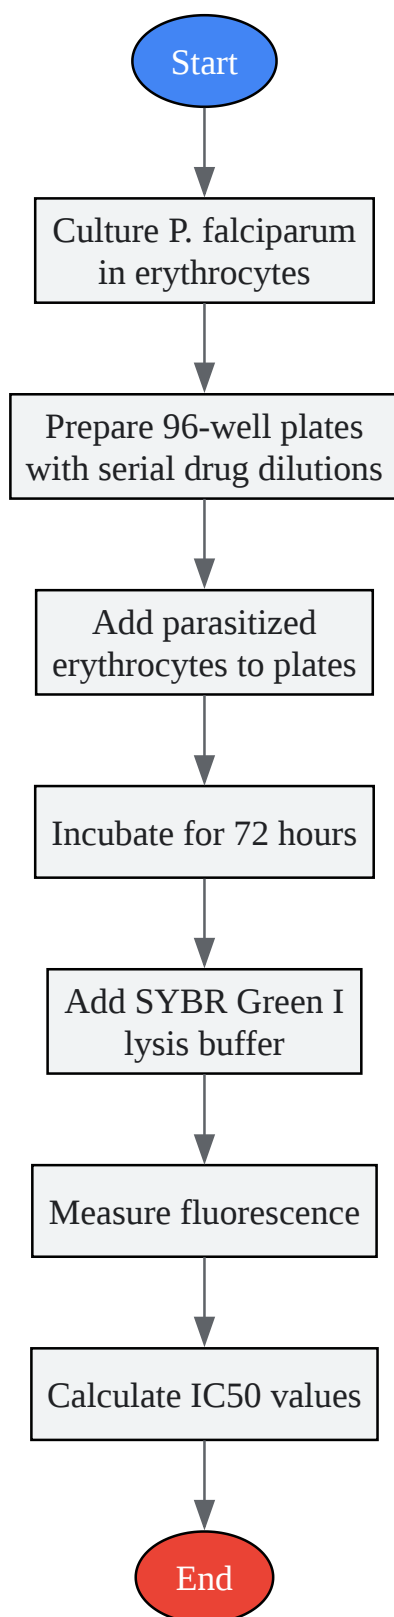 Start
Culture P. falciparum
in erythrocytes
Prepare 96-well plates
with serial drug dilutions
Add parasitized
erythrocytes to plates
Incubate for 72 hours
Add SYBR Green I
lysis buffer
Measure fluorescence
Calculate IC50 values
End